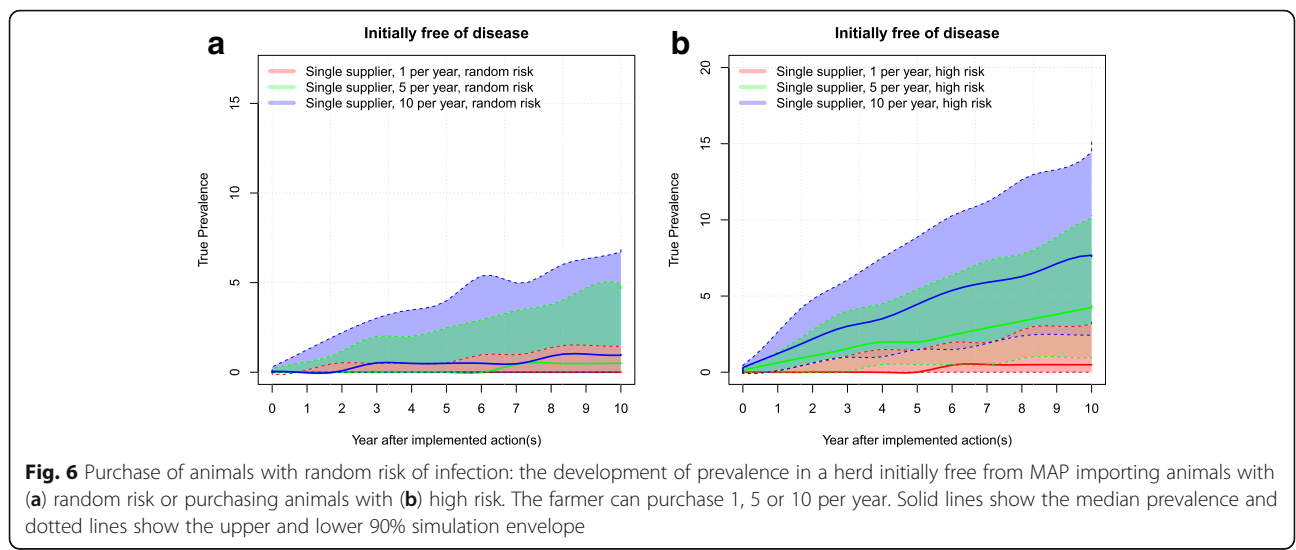 a
Initially free of disease
Single supplier, 1 per year, random risk
Single supplier, 5 per year, random risk
Single supplier, 10 per year, random risk
True Prevalence
15
10
5
0
0 1 2 3 4 5 6 7 8 9 10
Year after implemented action(s)
b
Initially free of disease
Single supplier, 1 per year, high risk
Single supplier, 5 per year, high risk
Single supplier, 10 per year, high risk
True Prevalence
20
15
10
5
0
0 1 2 3 4 5 6 7 8 9 10
Year after implemented action(s)
Fig. 6 Purchase of animals with random risk of infection: the development of prevalence in a herd initially free from MAP importing animals with
(a) random risk or purchasing animals with (b) high risk. The farmer can purchase 1, 5 or 10 per year. Solid lines show the median prevalence and
dotted lines show the upper and lower 90% simulation envelope